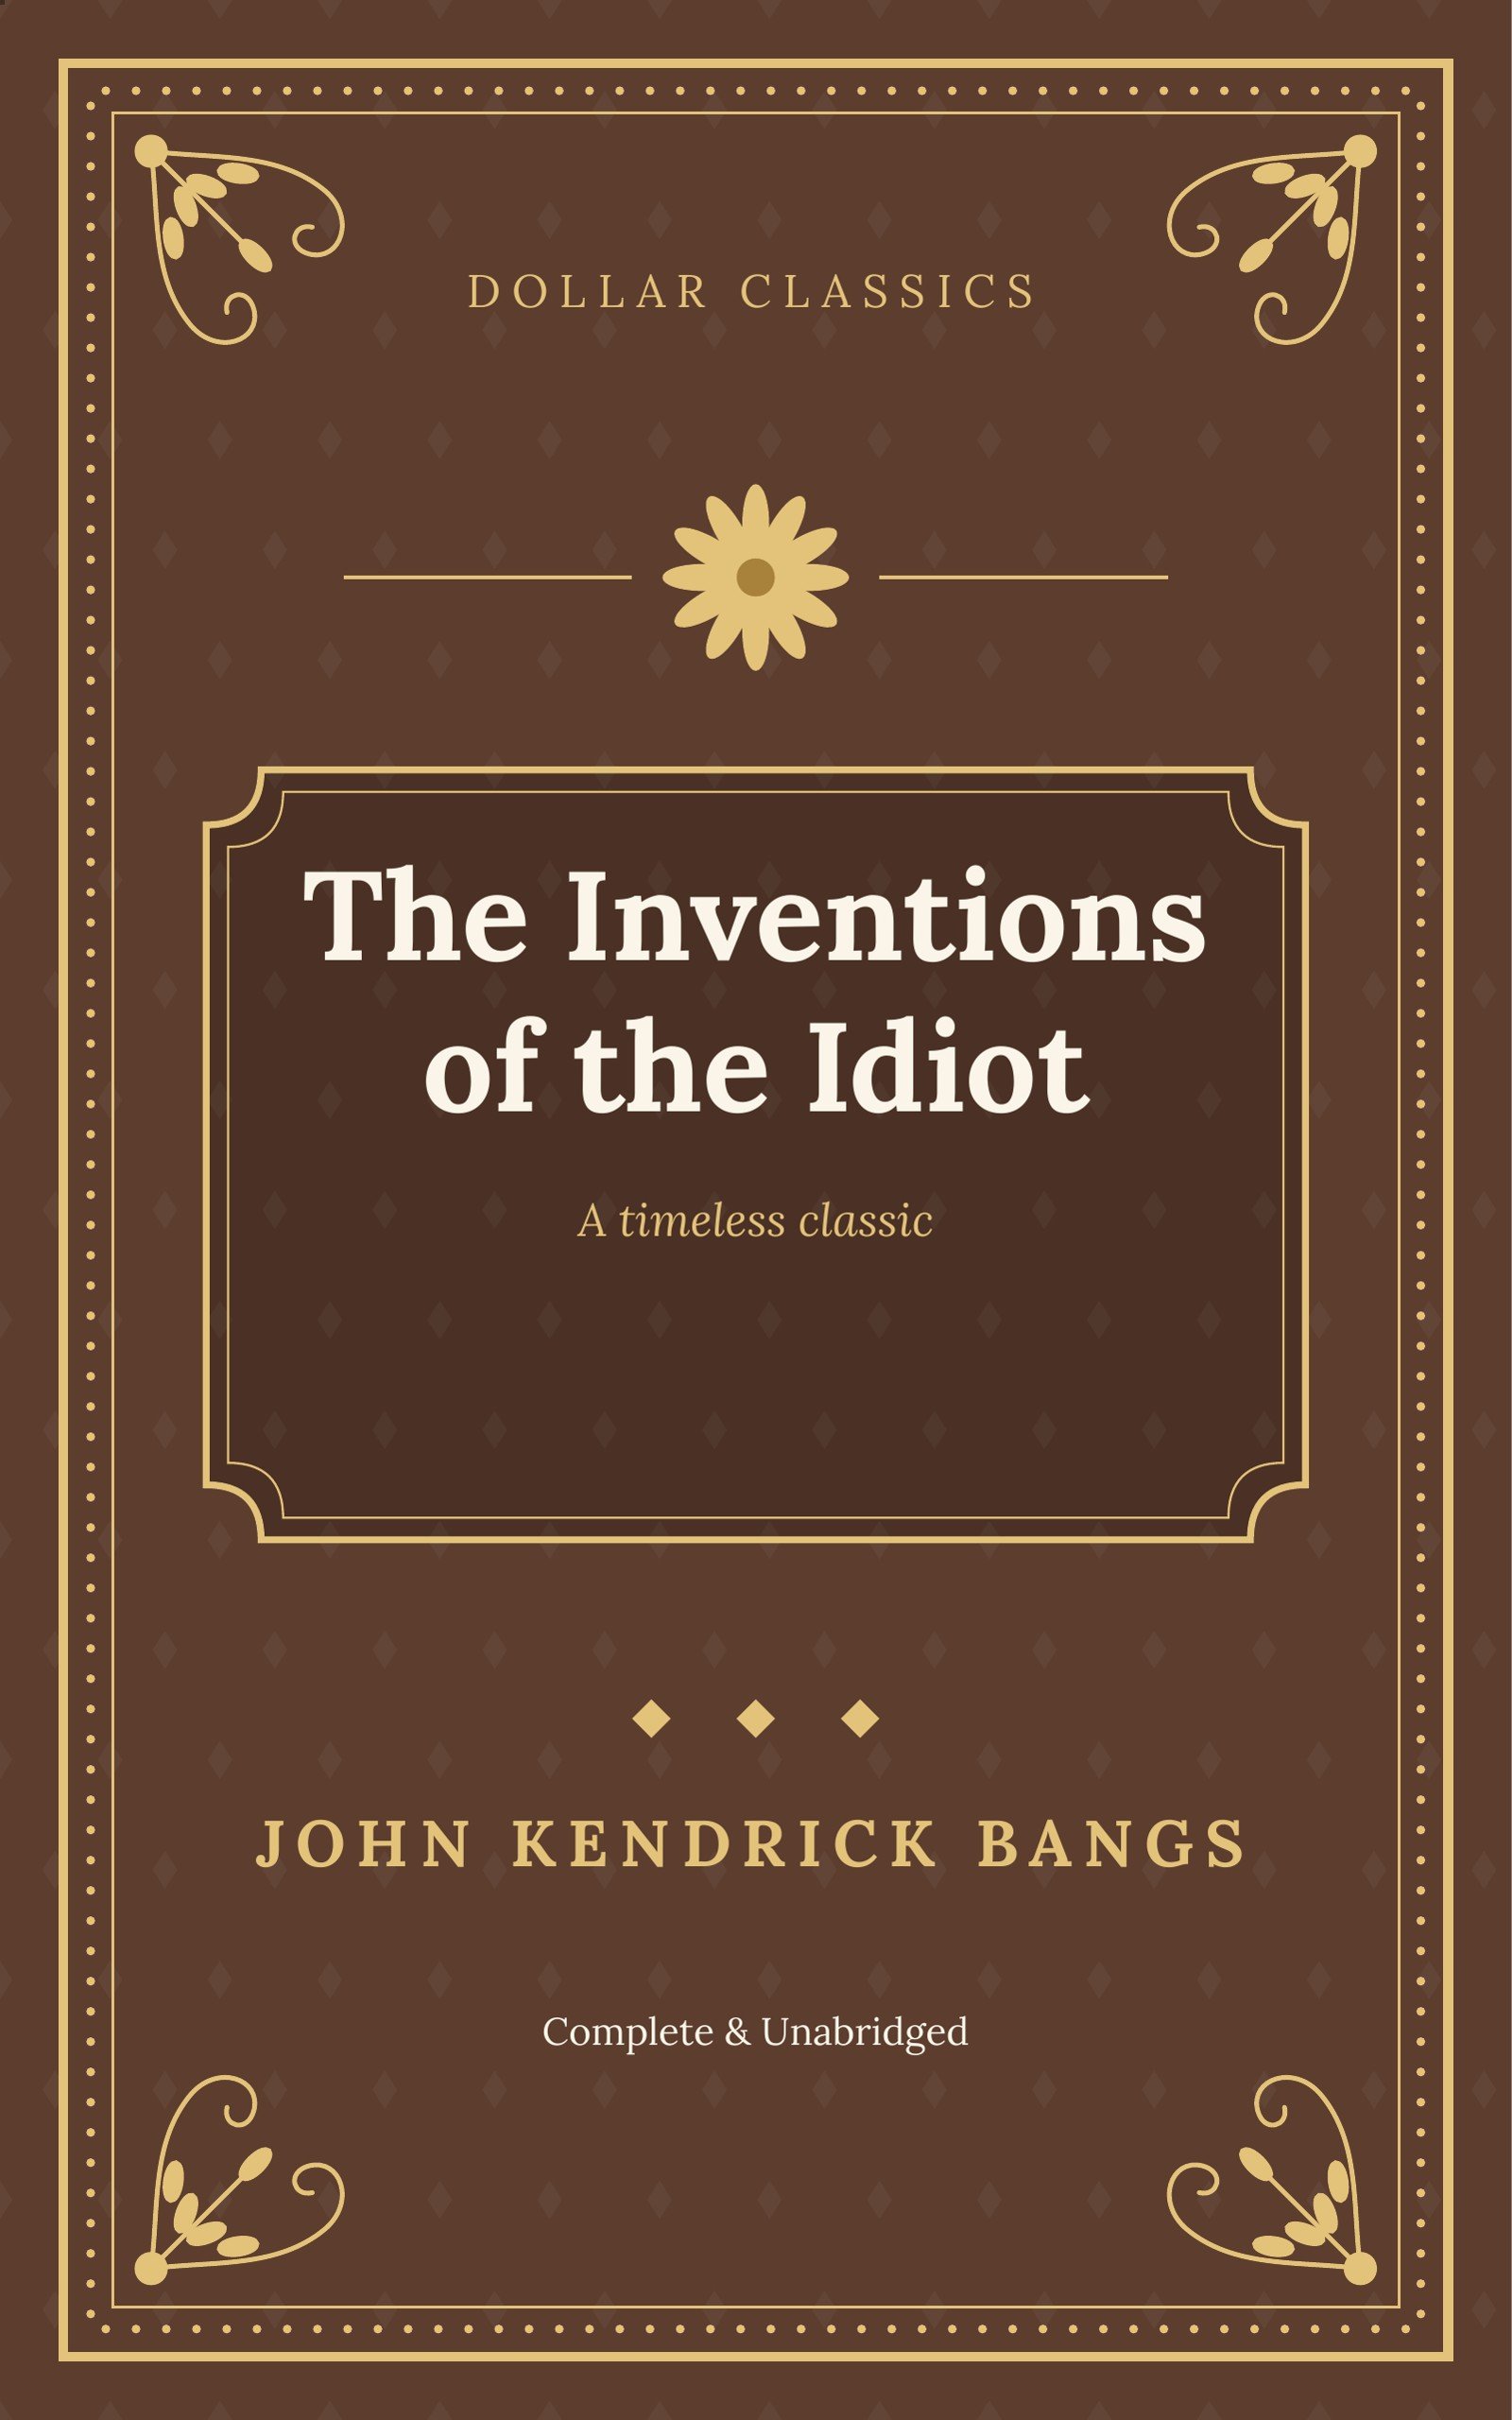 DOLLAR CLASSICS
The Inventions
of the Idiot
A timeless classic
JOHN KENDRICK BANGS
Complete & Unabridged